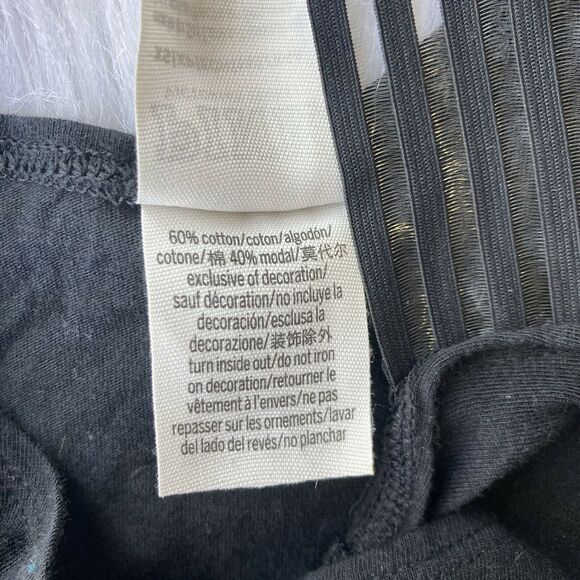 60% cotton/coton/algodón/
cotone/棉 40% modal/莫代尔
exclusive of decoration/
sauf décoration/no incluye la
decoración/esclusa la
decorazione/装饰除外
turn inside out/do not iron
on decoration/retourner le
vêtement à l'envers/ne pas
repasser sur les ornements/lavar
del lado del revés/no planchar